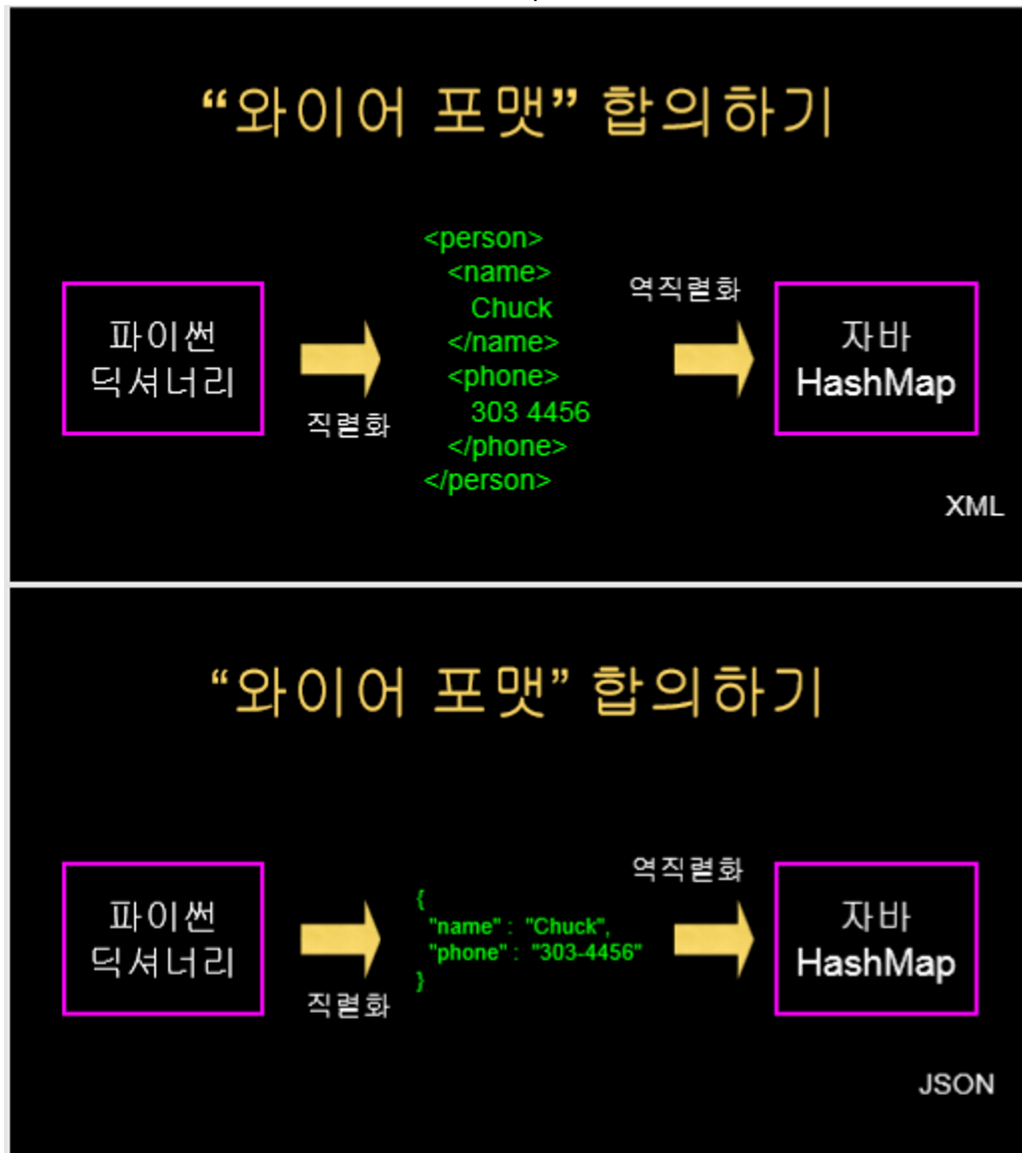 “와이어 포맷” 합의하기
<person>
<name>
역직렬화
Chuck
파이썬
자바
</name>
딕셔너리
<phone>
HashMap
직렬화
303 4456
</phone>
</person>
XML
“와이어 포맷” 합의하기
역직렬화
{
파이썬
"name" : "Chuck",
자바
딕셔너리
"phone" : "303-4456"
HashMap
}
직렬화
JSON